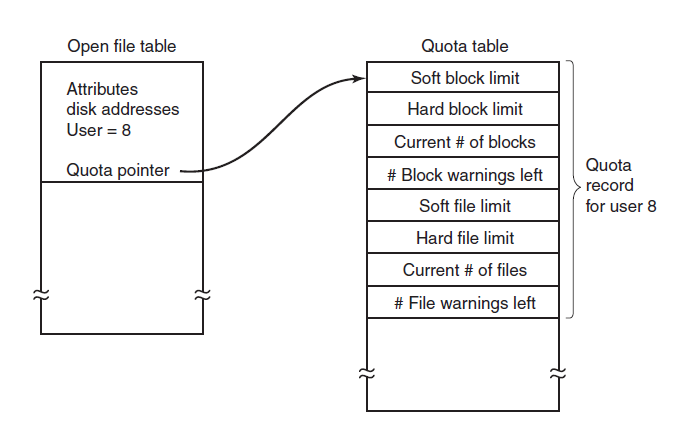 Open file table
Attributes
disk addresses
User = 8
Quota pointer
Quota table
Soft block limit
Hard block limit
Current # of blocks
# Block warnings left
Soft file limit
Hard file limit
Current # of files
# File warnings left
Quota
record
for user 8